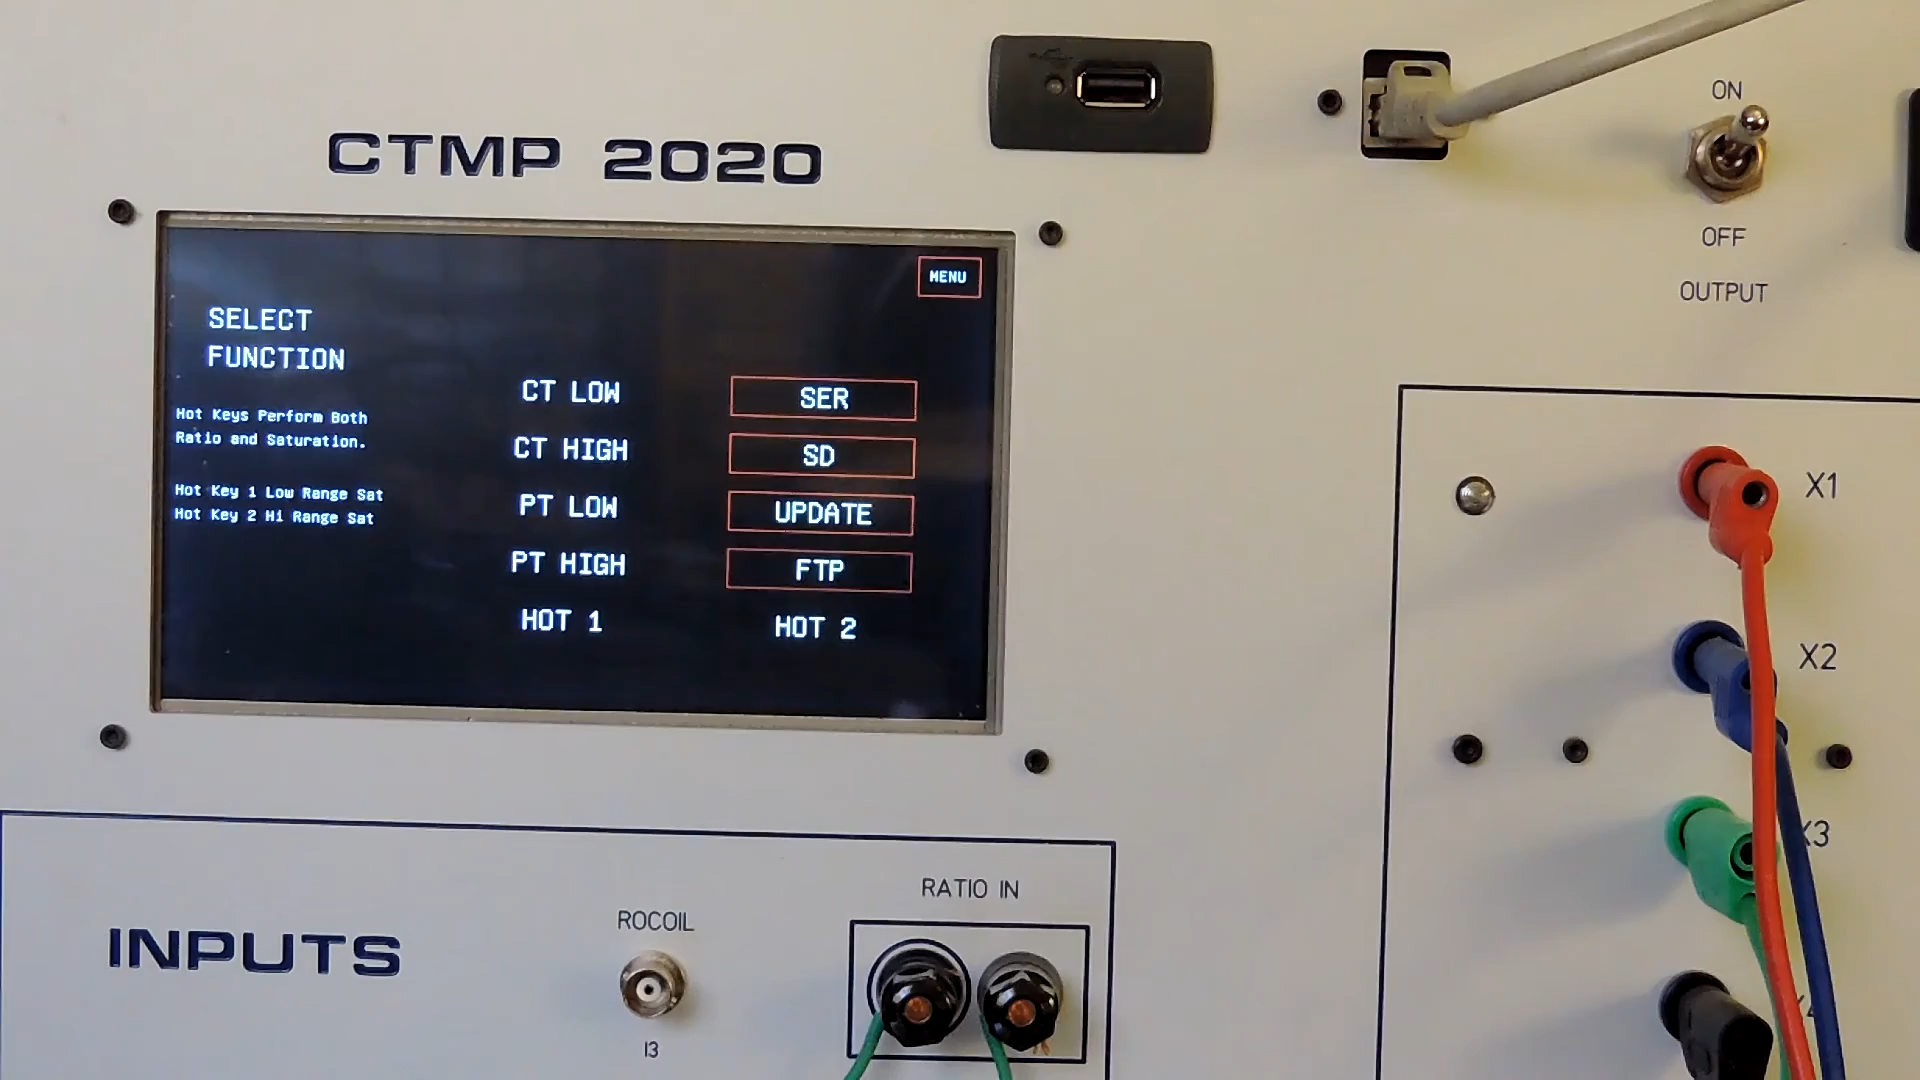 CTMP 2020
ON
OFF
OUTPUT
MENU
SELECT
FUNCTION
Hot Keys Perform Both
Ratio and Saturation.
Hot Key 1 Low Range Sat
Hot Key 2 Hi Range Sat
CT LOW
SER
CT HIGH
SD
PT LOW
UPDATE
PT HIGH
FTP
HOT 1
HOT 2
X1
X2
X3
INPUTS
ROCOIL
I3
RATIO IN